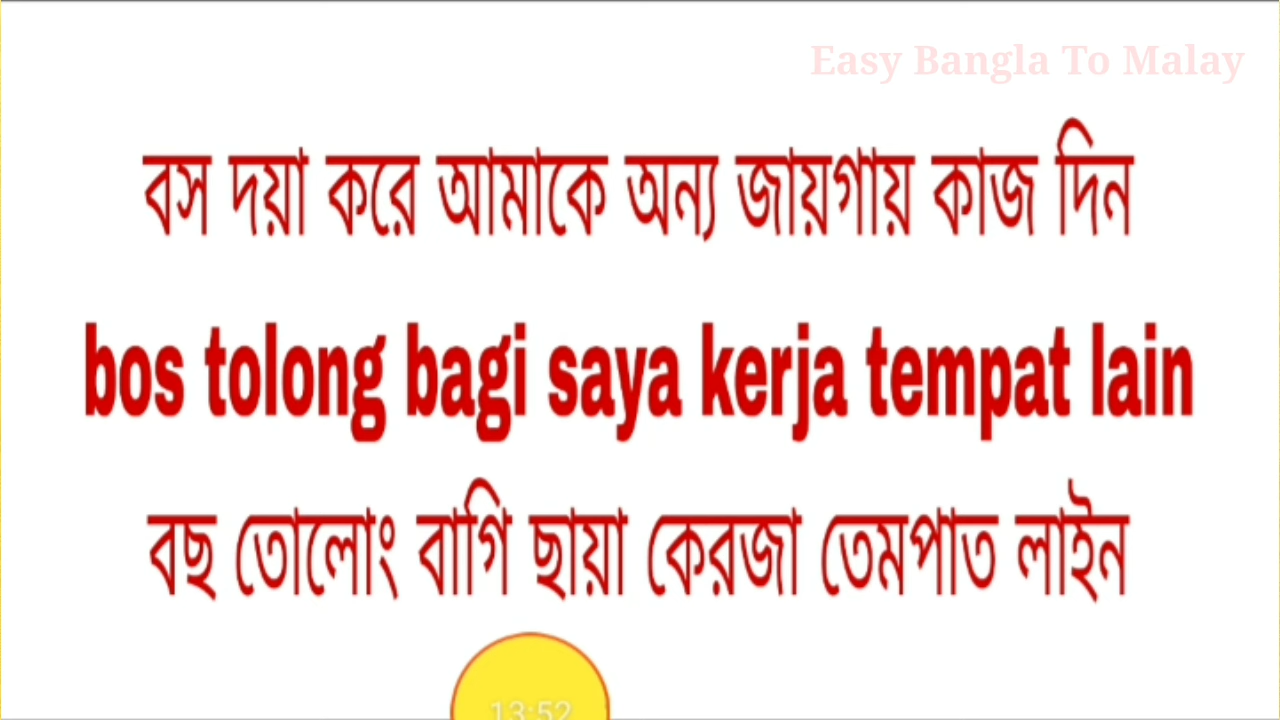 Easy Bangla To Malay
বস দয়া করে আমাকে অন্য জায়গায় কাজ দিন
bos tolong bagi saya kerja tempat lain
বছ তোলোং বাগি ছায়া কেরজা তেমপাত লাইন
13:52